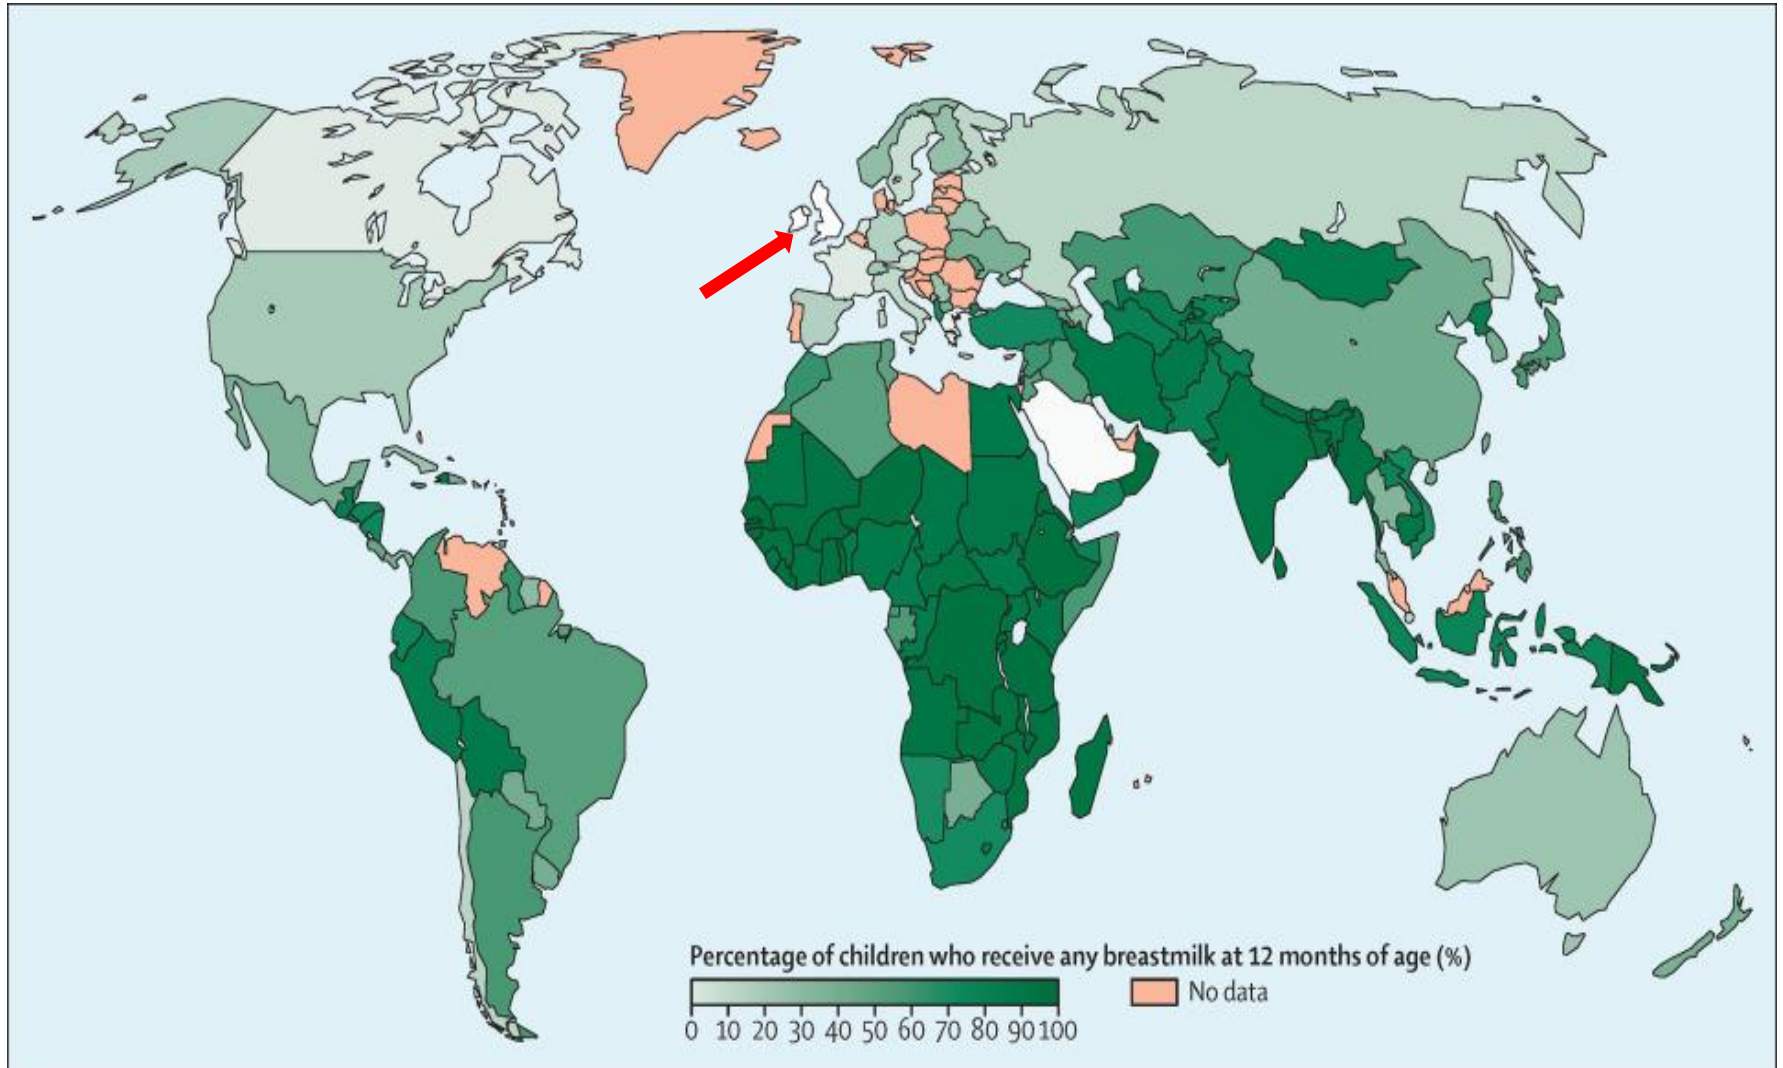 Percentage of children who receive any breastmilk at 12 months of age (%)
No data
0 10 20 30 40 50 60 70 80 90 100